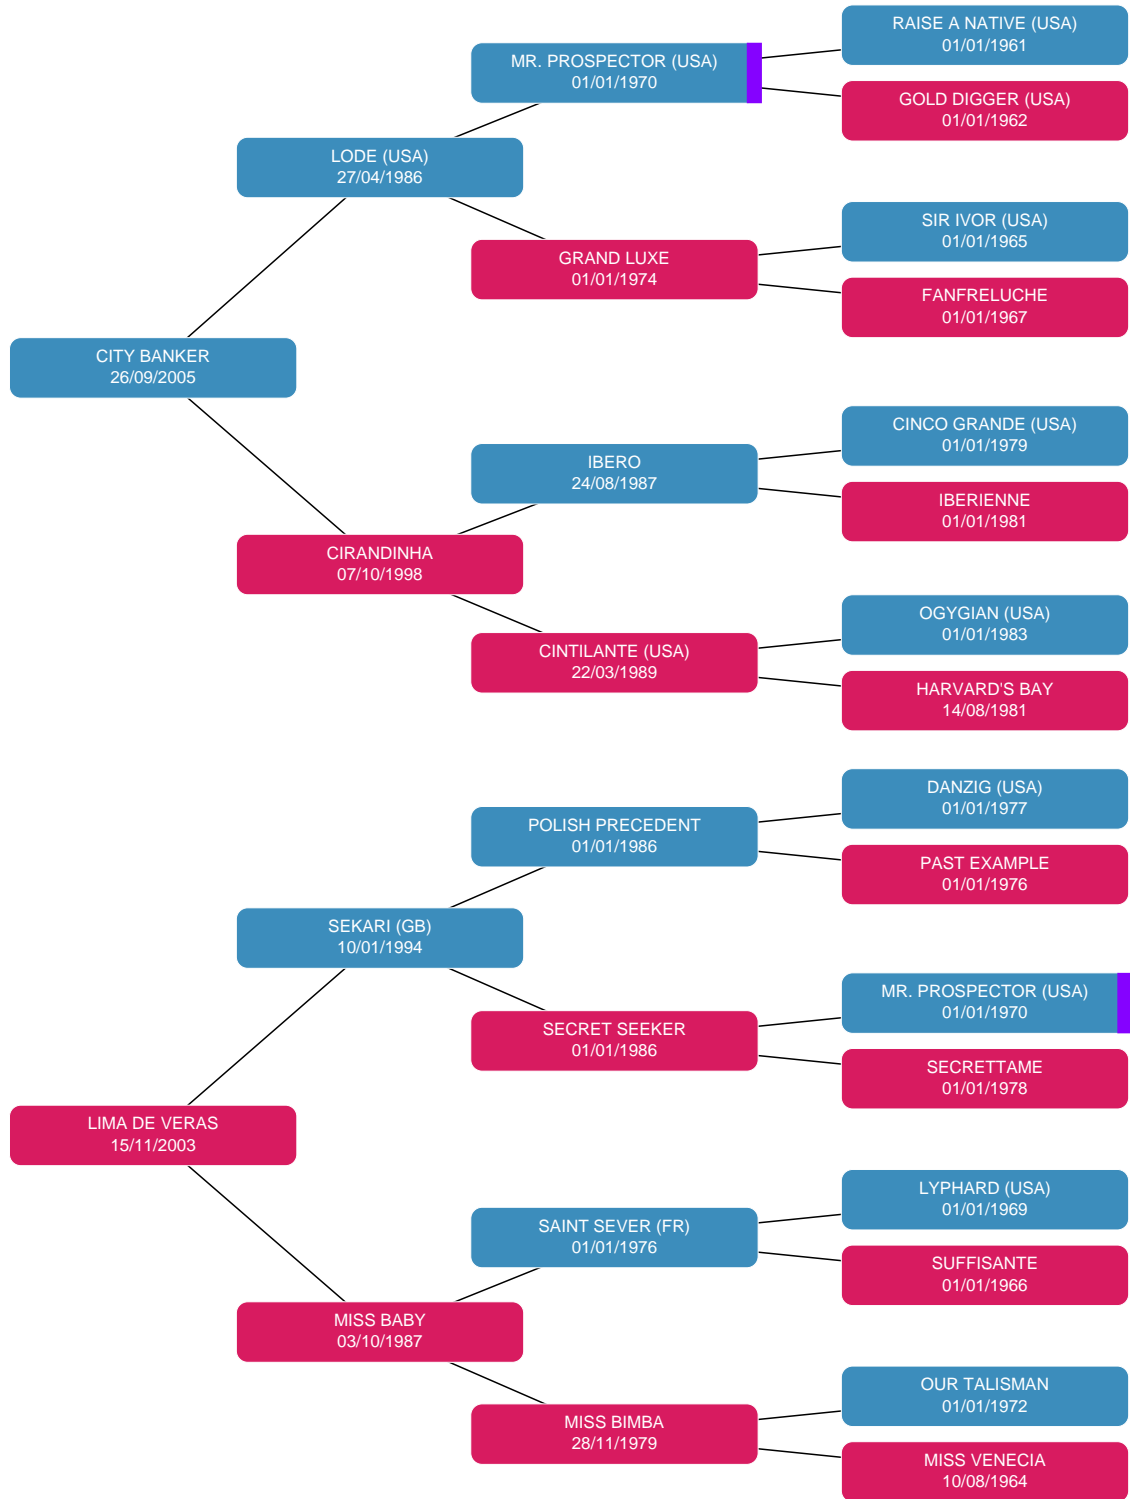 RAISE A NATIVE (USA)
01/01/1961
MR. PROSPECTOR (USA)
01/01/1970
GOLD DIGGER (USA)
01/01/1962
LODE (USA)
27/04/1986
SIR IVOR (USA)
01/01/1965
GRAND LUXE
01/01/1974
FANFRELUCHE
01/01/1967
CITY BANKER
26/09/2005
CINCO GRANDE (USA)
01/01/1979
IBERO
24/08/1987
IBERIENNE
01/01/1981
CIRANDINHA
07/10/1998
OGYGIAN (USA)
01/01/1983
CINTILANTE (USA)
22/03/1989
HARVARD'S BAY
14/08/1981
DANZIG (USA)
01/01/1977
POLISH PRECEDENT
01/01/1986
PAST EXAMPLE
01/01/1976
SEKARI (GB)
10/01/1994
MR. PROSPECTOR (USA)
01/01/1970
SECRET SEEKER
01/01/1986
SECRETTAME
01/01/1978
LIMA DE VERAS
15/11/2003
LYPHARD (USA)
01/01/1969
SAINT SEVER (FR)
01/01/1976
SUFFISANTE
01/01/1966
MISS BABY
03/10/1987
OUR TALISMAN
01/01/1972
MISS BIMBA
28/11/1979
MISS VENECIA
10/08/1964